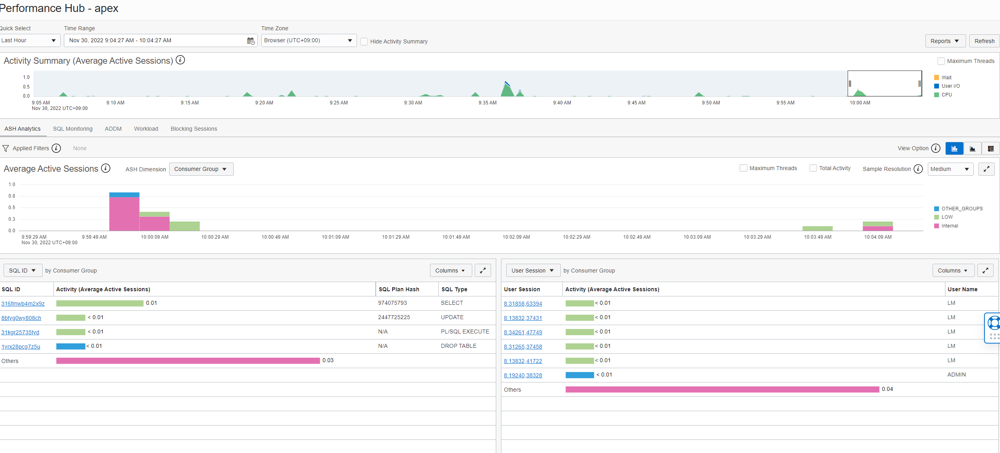 Performance Hub - apex
Quick Select
Time Range
Time Zone
Last Hour
Nov 30, 2022 9:04:27 AM - 10:04:27 AM
Browser (UTC+09:00)
Hide Activity Summary
Reports
Refresh
Activity Summary (Average Active Sessions)
Maximum Threads
1.0
0.5
0.0
Wait
User I/O
CPU
9:05 AM 9:10 AM 9:15 AM 9:20 AM 9:25 AM 9:30 AM 9:35 AM 9:40 AM 9:45 AM 9:50 AM 9:55 AM 10:00 AM
Nov 30, 2022 UTC+09:00
ASH Analytics SQL Monitoring ADDM Workload Blocking Sessions
Applied Filters None
View Option
Average Active Sessions
ASH Dimension Consumer Group
Maximum Threads
Total Activity
Sample Resolution Medium
1.0
0.8
0.5
0.3
0.0
OTHER_GROUPS
LOW
Internal
9:59:29 AM 9:59:49 AM 10:00:09 AM 10:00:29 AM 10:00:49 AM 10:01:09 AM 10:01:29 AM 10:01:49 AM 10:02:09 AM 10:02:29 AM 10:02:49 AM 10:03:09 AM 10:03:29 AM 10:03:49 AM 10:04:09 AM
Nov 30, 2022 UTC+09:00
SQL ID by Consumer Group Columns
SQL ID Activity (Average Active Sessions) SQL Plan Hash SQL Type
316fmwb4m2x9z 0.01 974075793 SELECT
8btyg0wy808ch < 0.01 2447725225 UPDATE
31kgr25735tyd < 0.01 N/A PL/SQL EXECUTE
1yrx28pcg7z5u < 0.01 N/A DROP TABLE
Others 0.03
User Session by Consumer Group Columns
User Session Activity (Average Active Sessions) User Name
8:31858,63394 < 0.01 LM
8:13832,37431 < 0.01 LM
8:34261,47749 < 0.01 LM
8:31265,37458 < 0.01 LM
8:13832,41722 < 0.01 LM
8:19240,38328 < 0.01 ADMIN
Others 0.04